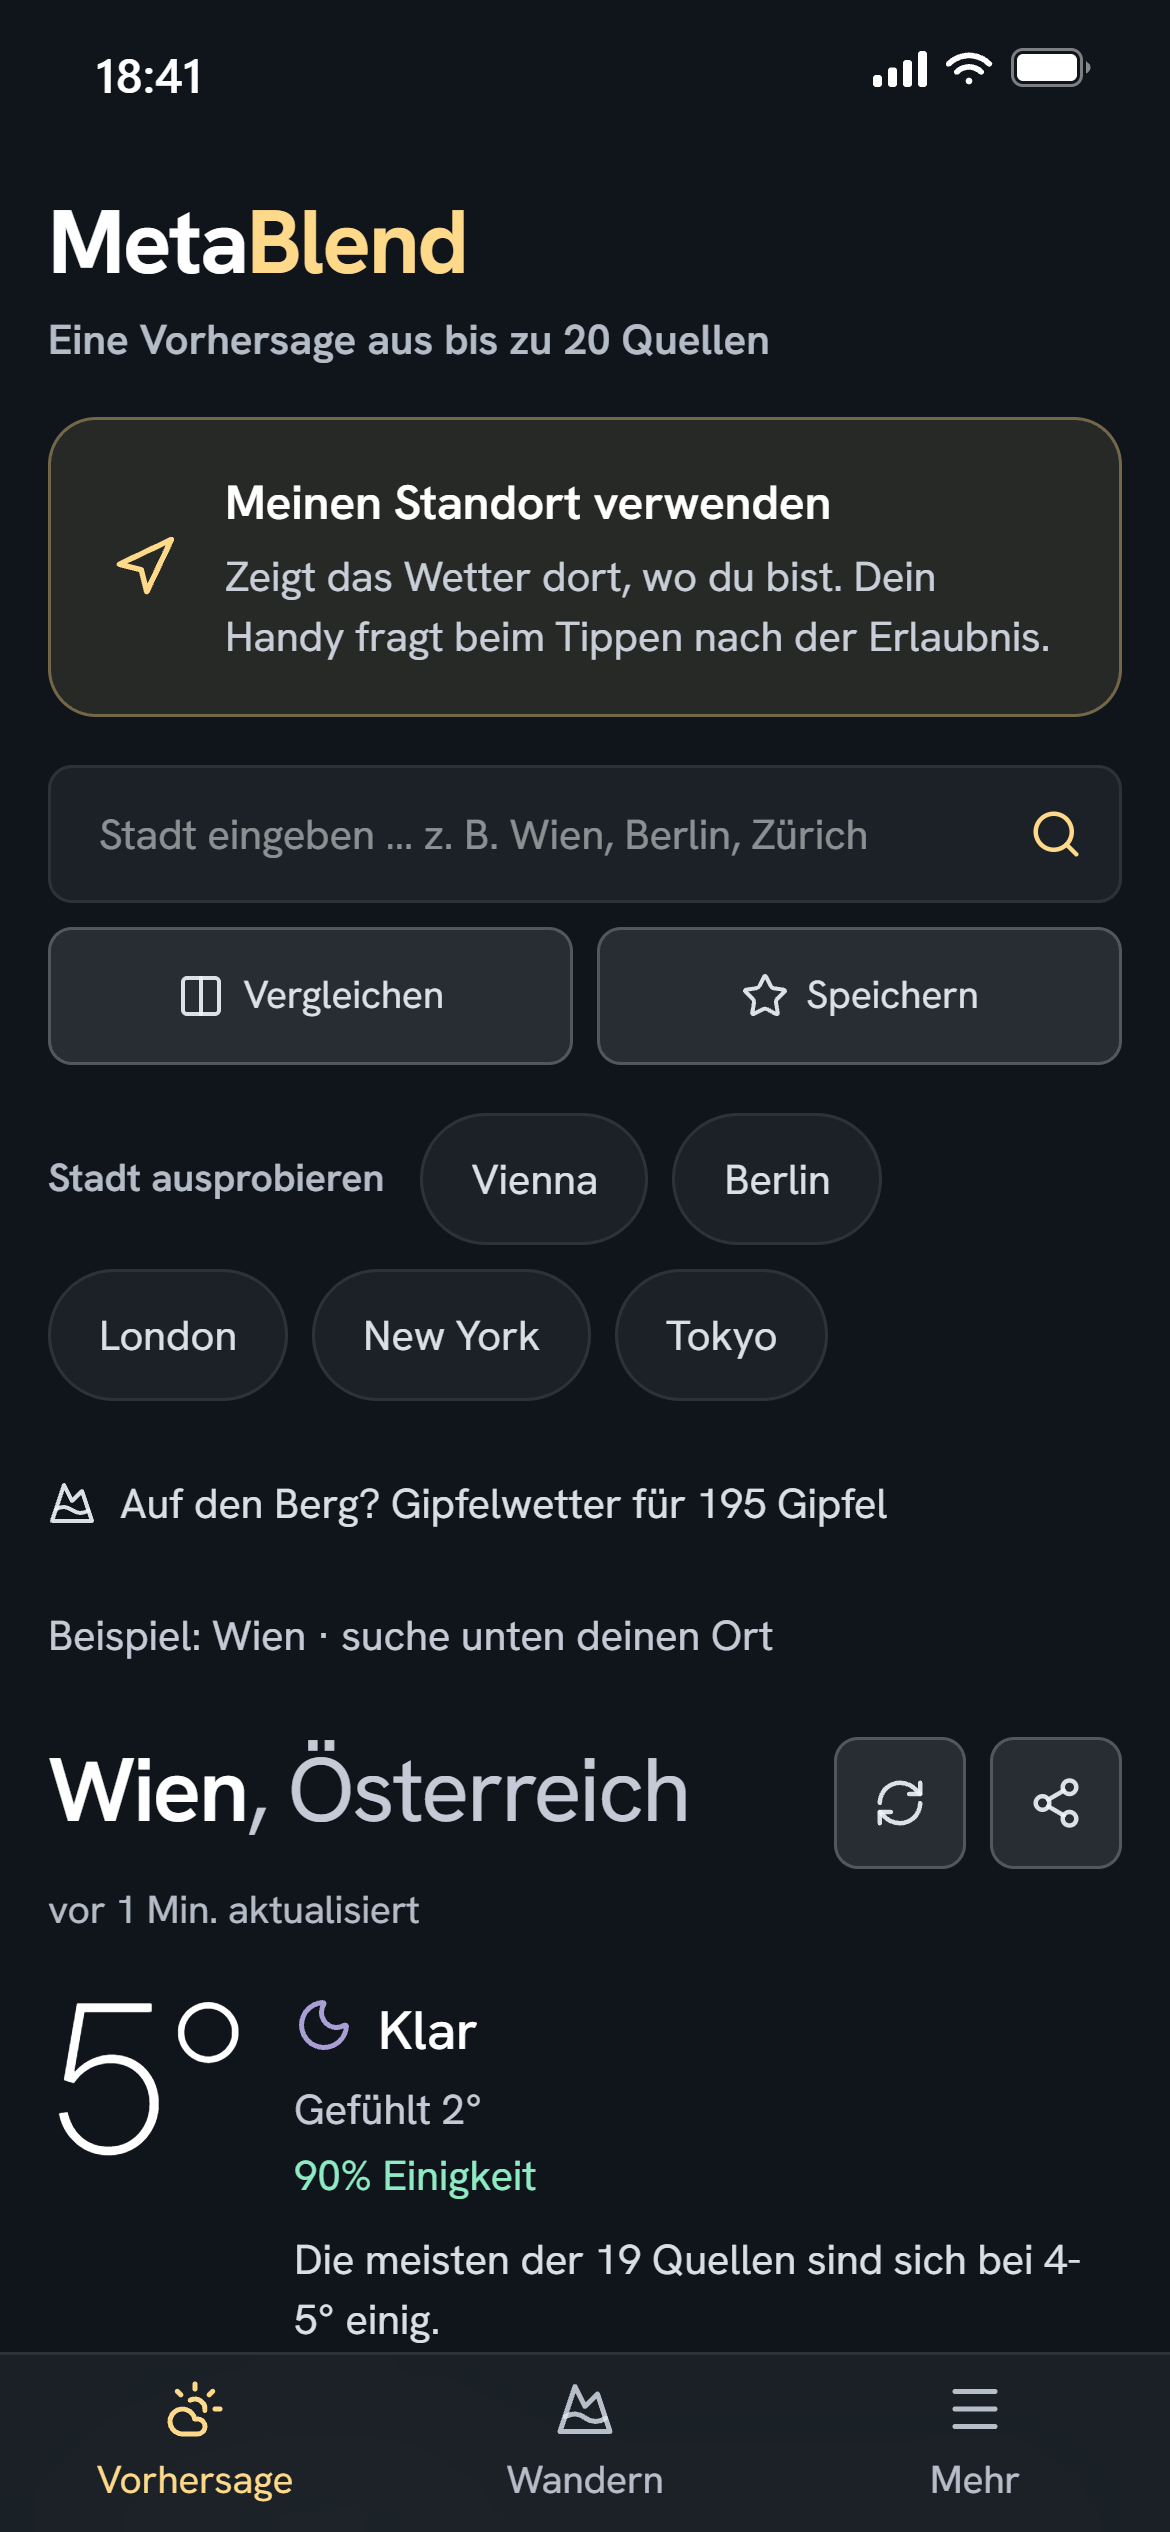 18:41
MetaBlend
Eine Vorhersage aus bis zu 20 Quellen
Meinen Standort verwenden
Zeigt das Wetter dort, wo du bist. Dein
Handy fragt beim Tippen nach der Erlaubnis.
Stadt eingeben ... z. B. Wien, Berlin, Zürich
Vergleichen
Speichern
Stadt ausprobieren
Vienna
Berlin
London
New York
Tokyo
Auf den Berg? Gipfelwetter für 195 Gipfel
Beispiel: Wien · suche unten deinen Ort
Wien, Österreich
vor 1 Min. aktualisiert
5°
Klar
Gefühlt 2°
90% Einigkeit
Die meisten der 19 Quellen sind sich bei 4-
5° einig.
Vorhersage
Wandern
Mehr